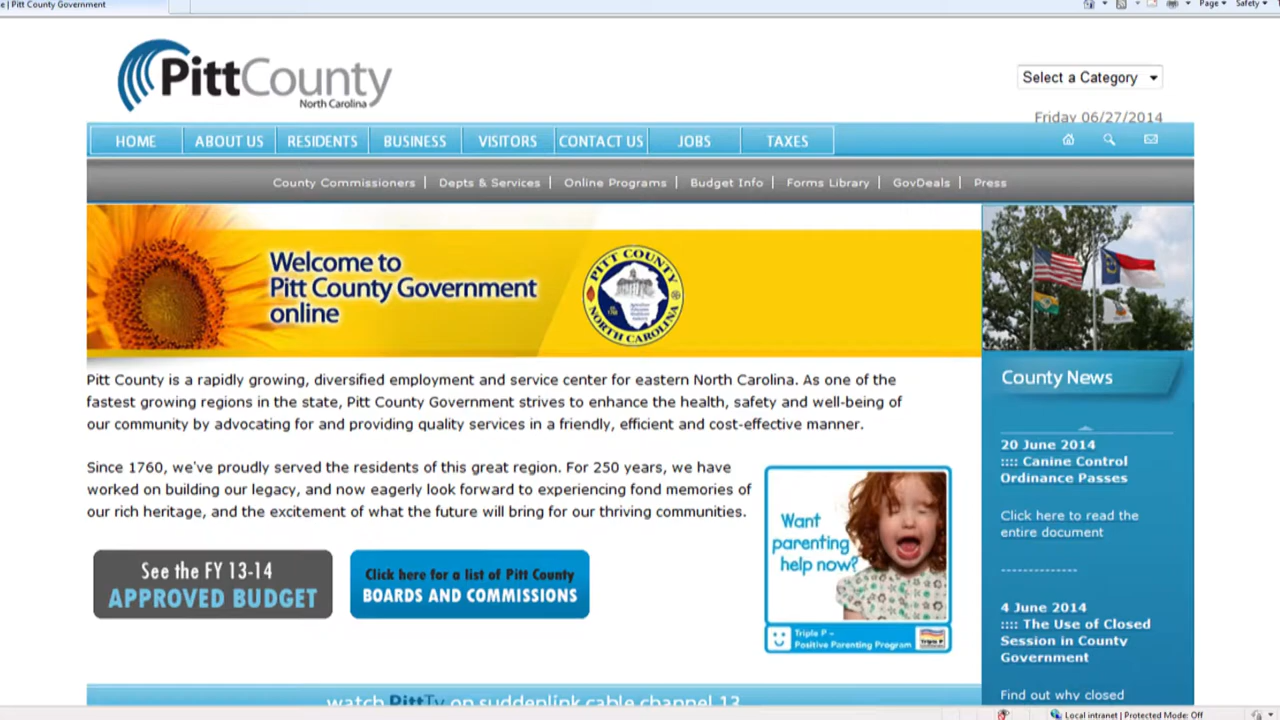 e | Pitt County Government
Page
Safety
PittCounty
North Carolina
Select a Category
Friday 06/27/2014
HOME
ABOUT US
RESIDENTS
BUSINESS
VISITORS
CONTACT US
JOBS
TAXES
County Commissioners | Depts & Services | Online Programs | Budget Info | Forms Library | GovDeals | Press
Welcome to
Pitt County Government
online
PITT COUNTY
NORTH CAROLINA
Pitt County is a rapidly growing, diversified employment and service center for eastern North Carolina. As one of the
fastest growing regions in the state, Pitt County Government strives to enhance the health, safety and well-being of
our community by advocating for and providing quality services in a friendly, efficient and cost-effective manner.
Since 1760, we've proudly served the residents of this great region. For 250 years, we have
worked on building our legacy, and now eagerly look forward to experiencing fond memories of
our rich heritage, and the excitement of what the future will bring for our thriving communities.
See the FY 13-14
APPROVED BUDGET
Click here for a list of Pitt County
BOARDS AND COMMISSIONS
Want
parenting
help now?
Triple P –
Positive Parenting Program
Triple P
County News
20 June 2014
:::: Canine Control
Ordinance Passes
Click here to read the
entire document
--------------
4 June 2014
:::: The Use of Closed
Session in County
Government
Find out why closed
watch PittTv on suddenlink cable channel 13
Local intranet | Protected Mode: Off